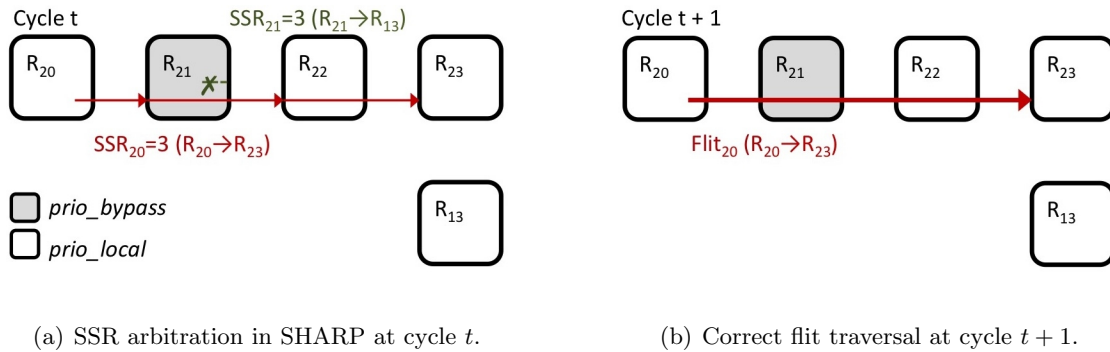 Cycle t
SSR₂₁=3 (R₂₁→R₁₃)
R₂₀
R₂₁
R₂₂
R₂₃
SSR₂₀=3 (R₂₀→R₂₃)
prio_bypass
prio_local
R₁₃
(a) SSR arbitration in SHARP at cycle t.
Cycle t + 1
R₂₀
R₂₁
R₂₂
R₂₃
Flit₂₀ (R₂₀→R₂₃)
R₁₃
(b) Correct flit traversal at cycle t + 1.